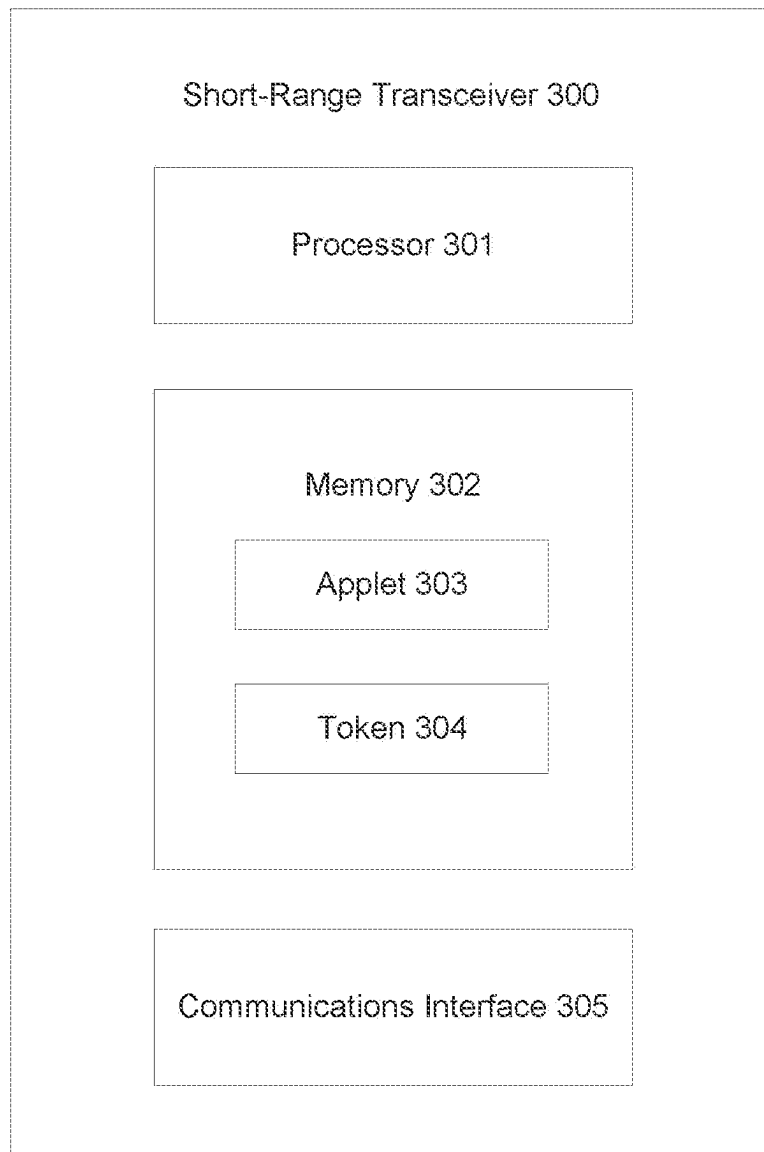 Short-Range Transceiver 300
Processor 301
Memory 302
Applet 303
Token 304
Communications Interface 305